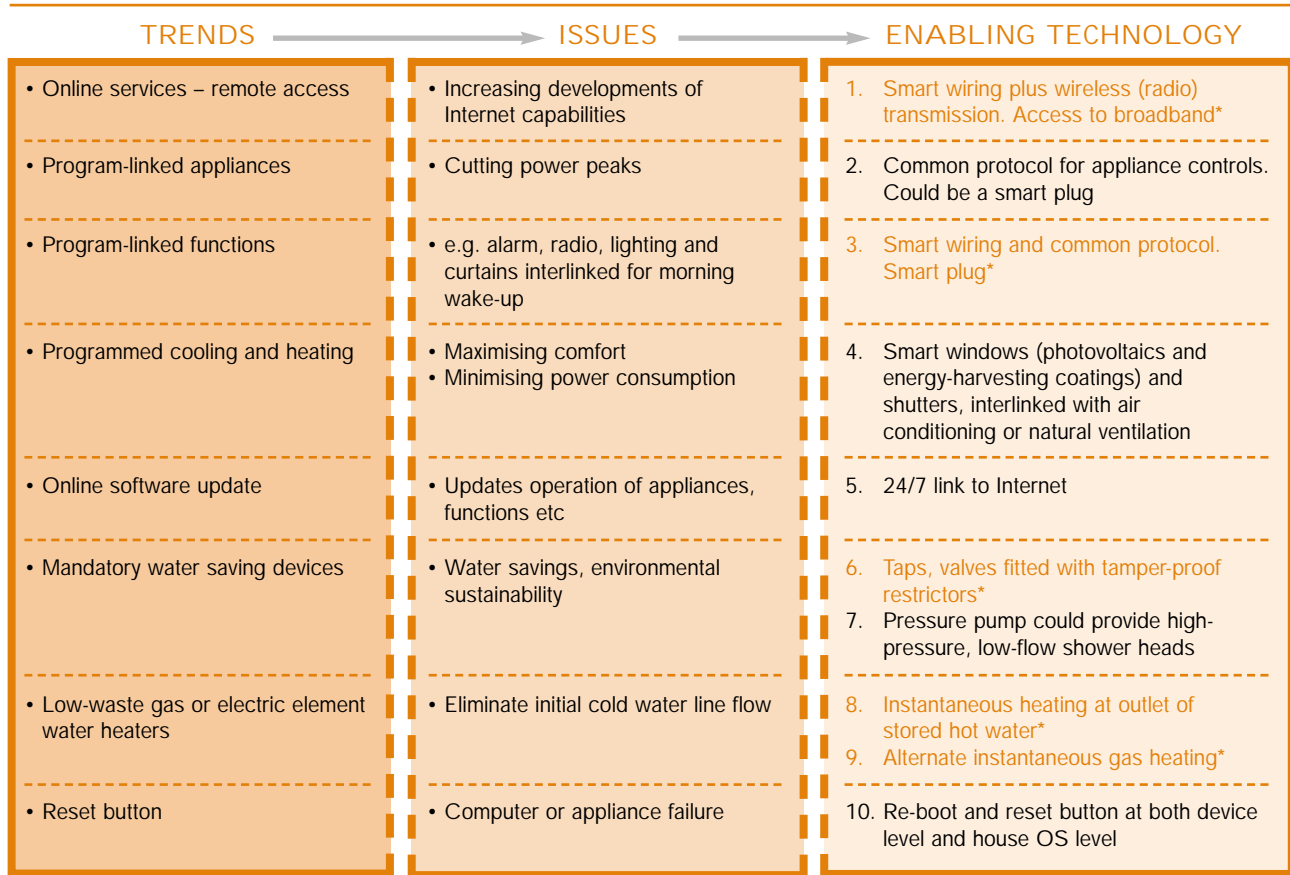 TRENDS
ISSUES
ENABLING TECHNOLOGY
• Online services – remote access
• Increasing developments of
Internet capabilities
1. Smart wiring plus wireless (radio)
transmission. Access to broadband*
• Program-linked appliances
• Cutting power peaks
2. Common protocol for appliance controls.
Could be a smart plug
• Program-linked functions
• e.g. alarm, radio, lighting and
curtains interlinked for morning
wake-up
3. Smart wiring and common protocol.
Smart plug*
• Programmed cooling and heating
• Maximising comfort
• Minimising power consumption
4. Smart windows (photovoltaics and
energy-harvesting coatings) and
shutters, interlinked with air
conditioning or natural ventilation
• Online software update
• Updates operation of appliances,
functions etc
5. 24/7 link to Internet
• Mandatory water saving devices
• Water savings, environmental
sustainability
6. Taps, valves fitted with tamper-proof
restrictors*
7. Pressure pump could provide high-
pressure, low-flow shower heads
• Low-waste gas or electric element
water heaters
• Eliminate initial cold water line flow
8. Instantaneous heating at outlet of
stored hot water*
9. Alternate instantaneous gas heating*
• Reset button
• Computer or appliance failure
10. Re-boot and reset button at both device
level and house OS level